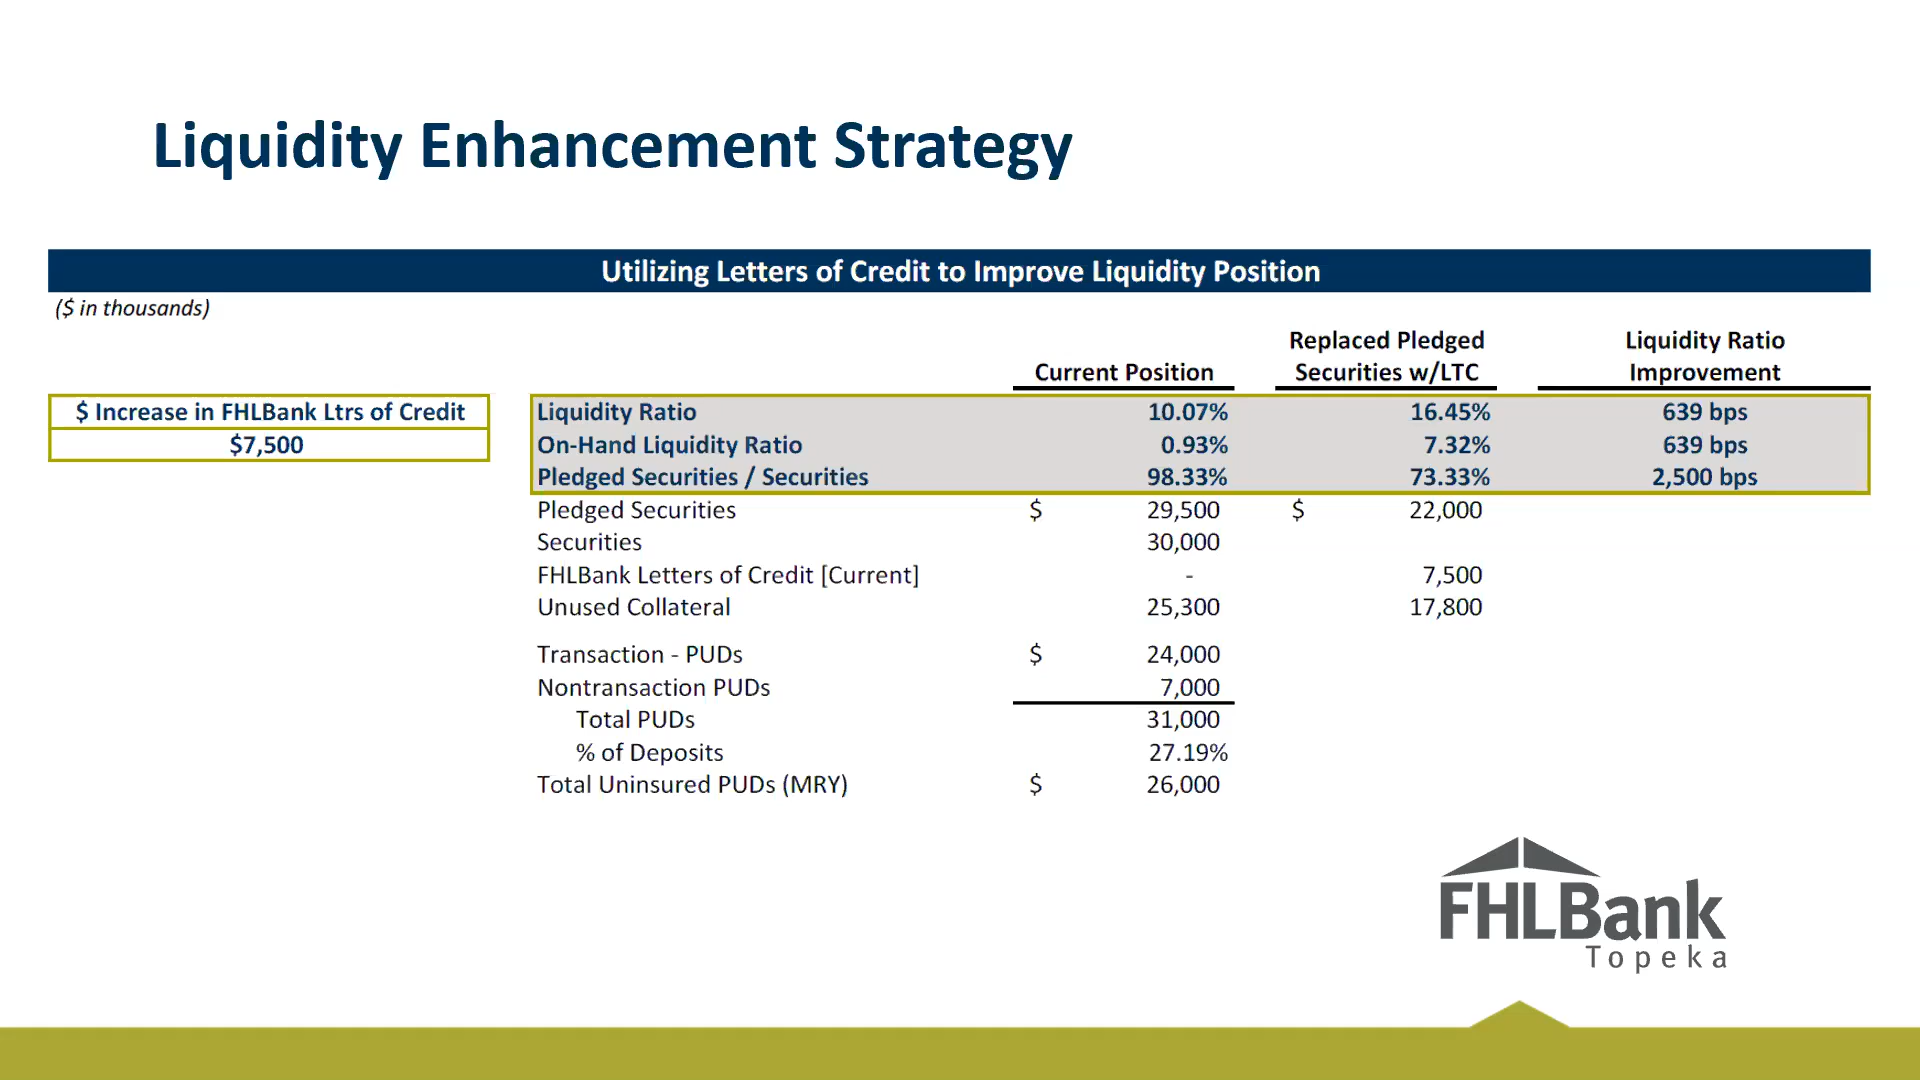 Liquidity Enhancement Strategy
Utilizing Letters of Credit to Improve Liquidity Position
($ in thousands)
Current Position
Replaced Pledged
Securities w/LTC
Liquidity Ratio
Improvement
$ Increase in FHLBank Ltrs of Credit
$7,500
Liquidity Ratio 10.07% 16.45% 639 bps
On-Hand Liquidity Ratio 0.93% 7.32% 639 bps
Pledged Securities / Securities 98.33% 73.33% 2,500 bps
Pledged Securities $ 29,500 $ 22,000
Securities 30,000
FHLBank Letters of Credit [Current] - 7,500
Unused Collateral 25,300 17,800
Transaction - PUDs $ 24,000
Nontransaction PUDs 7,000
Total PUDs 31,000
% of Deposits 27.19%
Total Uninsured PUDs (MRY) $ 26,000
FHLBank
Topeka